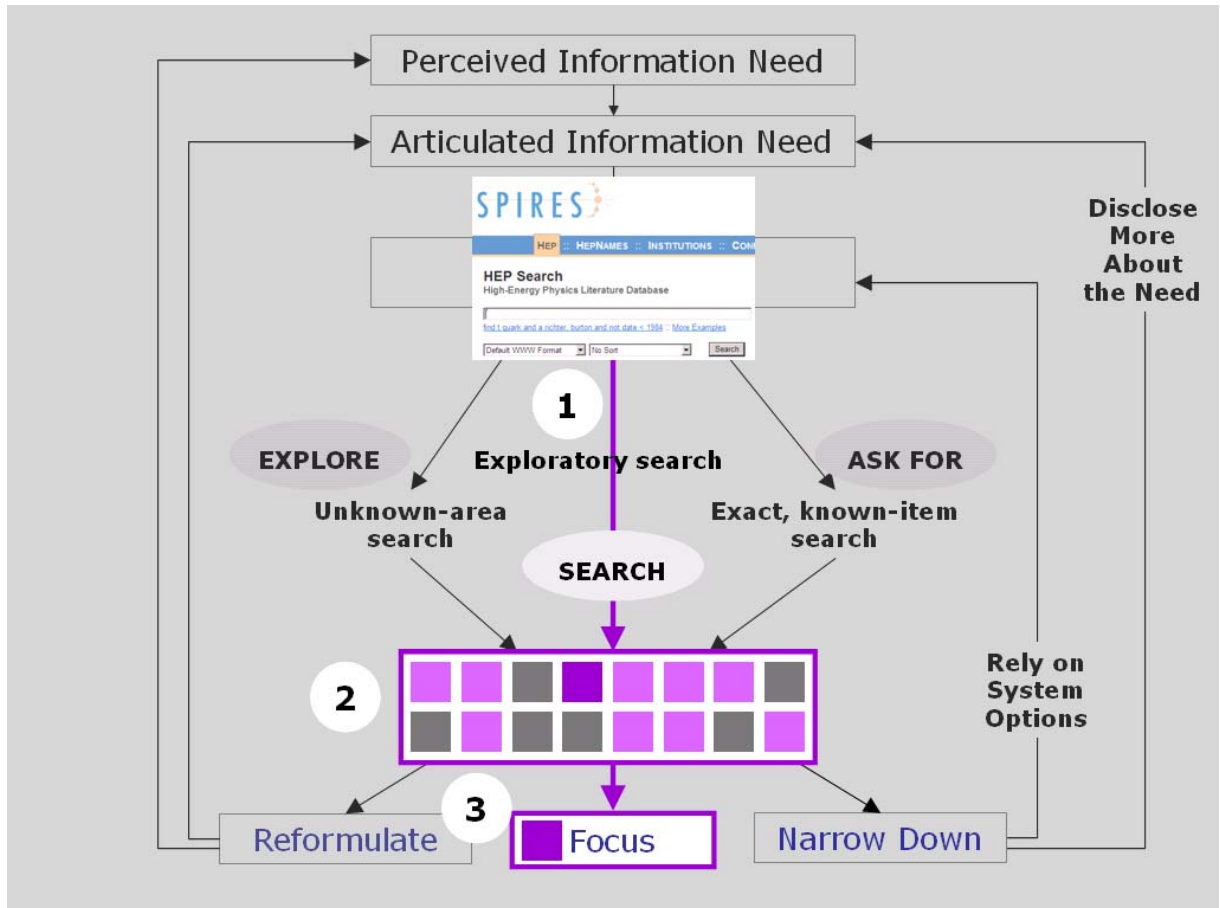 Perceived Information Need
Articulated Information Need
SPIRES
HEP :: HEPNAMES :: INSTITUTIONS :: CON
HEP Search
High-Energy Physics Literature Database
find t quark and a richter, burton and not date < 1984 :: More Examples
Default WWW Format
No Sort
Search
Disclose
More
About
the Need
1
EXPLORE
Exploratory search
ASK FOR
Unknown-area
search
Exact, known-item
search
SEARCH
2
Rely on
System
Options
3
Reformulate
Focus
Narrow Down